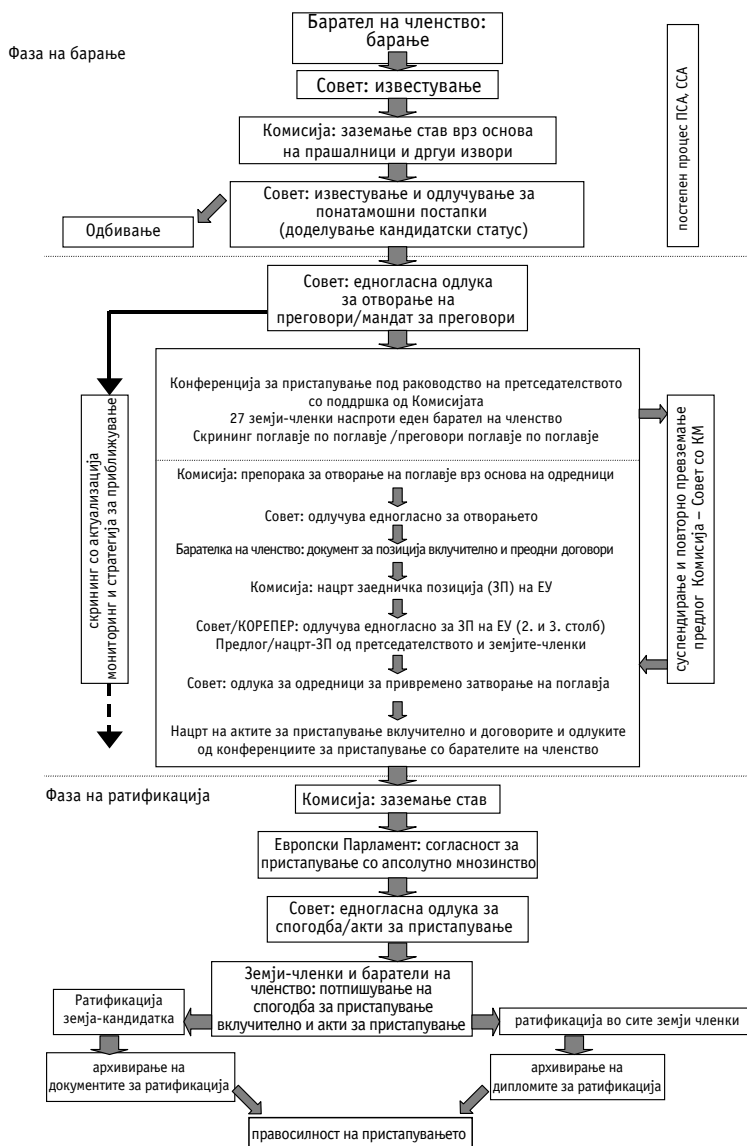 Барател на членство:
барање
Фаза на барање
Совет: известување
Комисија: заземање став врз основа
на прашалници и дргуи извори
постепен процес ПСА, ССА
Совет: известување и одлучување за
понатамошни постапки
(доделување кандидатски статус)
Одбивање
Совет: едногласна одлука
за отворање на
преговори/мандат за преговори
скрининг со актуализација
мониторинг и стратегија за приближување
Конференција за пристапување под раководство на претседателството
со поддршка од Комисијата
27 земји-членки наспроти еден барател на членство
Скрининг поглавје по поглавје /преговори поглавје по поглавје
Комисија: препорака за отворање на поглавје врз основа на одредници
Совет: одлучува едногласно за отворањето
Барателка на членство: документ за позиција вклучително и преодни договори
Комисија: нацрт заедничка позиција (ЗП) на ЕУ
Совет/КОРЕПЕР: одлучува едногласно за ЗП на ЕУ (2. и 3. столб)
Предлог/нацрт-ЗП од претседателството и земјите-членки
Совет: одлука за одредници за привремено затворање на поглавја
Нацрт на актите за пристапување вклучително и договорите и одлуките
од конференциите за пристапување со барателите на членство
суспендирање и повторно превземање
предлог Комисија – Совет со КМ
Фаза на ратификација
Комисија: заземање став
Европски Парламент: согласност за
пристапување со апсолутно мнозинство
Совет: едногласна одлука за
спогодба/акти за пристапување
Земји-членки и баратели на
членство: потпишување на
спогодба за пристапување
вклучително и акти за пристапување
Ратификација
земја-кандидатка
ратификација во сите земји членки
архивирање на
документите за ратификација
архивирање на
дипломите за ратификација
правосилност на пристапувањето